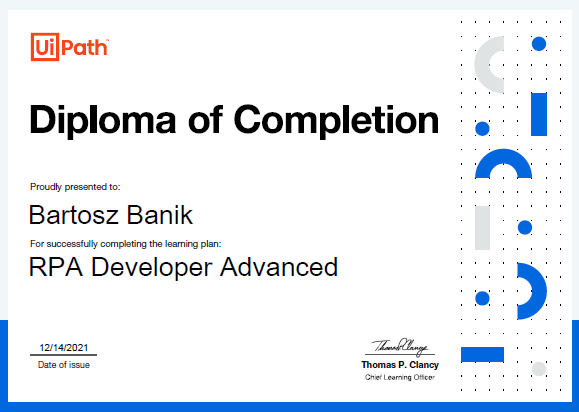 UiPath™
Diploma of Completion
Proudly presented to:
Bartosz Banik
For successfully completing the learning plan:
RPA Developer Advanced
12/14/2021
Date of issue
Thomas Clancy
Thomas P. Clancy
Chief Learning Officer